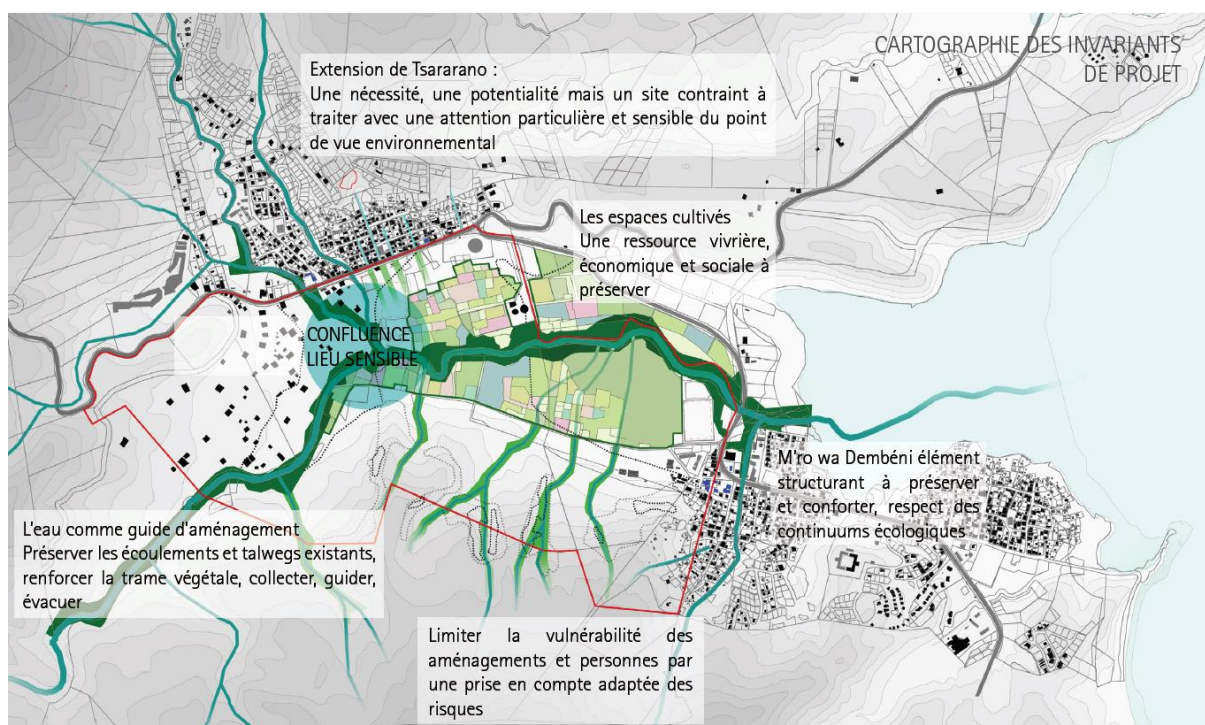 CARTOGRAPHIE DES INVARIANTS
DE PROJET
Extension de Tsararano :
Une nécessité, une potentialité mais un site contraint à
traiter avec une attention particulière et sensible du point
de vue environnemental
Les espaces cultivés
Une ressource vivrière,
économique et sociale à
préserver
CONFLUENCE
LIEU SENSIBLE
M'ro wa Dembéni élément
structurant à préserver
et conforter, respect des
continuums écologiques
L'eau comme guide d'aménagement
Préserver les écoulements et talwegs existants,
renforcer la trame végétale, collecter, guider,
évacuer
Limiter la vulnérabilité des
aménagements et personnes par
une prise en compte adaptée des
risques